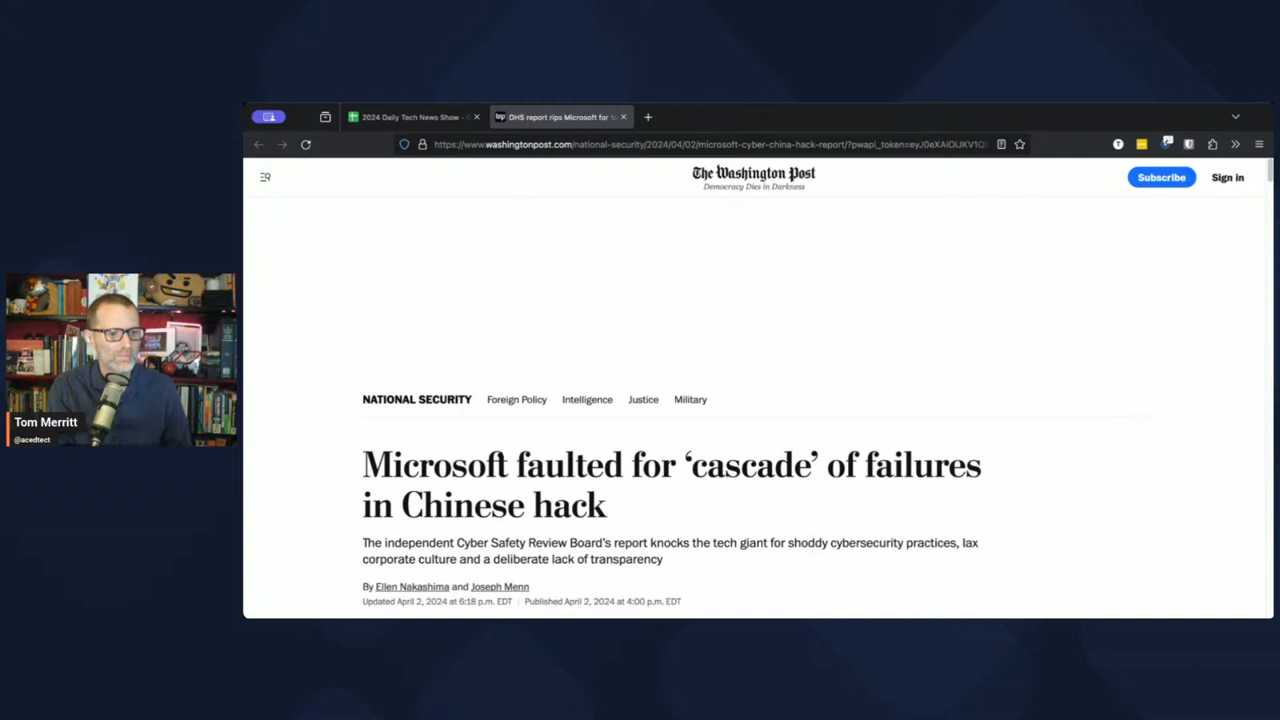 2024 Daily Tech News Show -
DHS report rips Microsoft for
https://www.washingtonpost.com/national-security/2024/04/02/microsoft-cyber-china-hack-report/?pwapi_token=eyJ0eXAiOiJKV1Q
The Washington Post
Democracy Dies in Darkness
Subscribe
Sign in
NATIONAL SECURITY Foreign Policy Intelligence Justice Military
Microsoft faulted for ‘cascade’ of failures
in Chinese hack
The independent Cyber Safety Review Board’s report knocks the tech giant for shoddy cybersecurity practices, lax
corporate culture and a deliberate lack of transparency
By Ellen Nakashima and Joseph Menn
Updated April 2, 2024 at 6:18 p.m. EDT | Published April 2, 2024 at 4:00 p.m. EDT
Tom Merritt
@acedtect